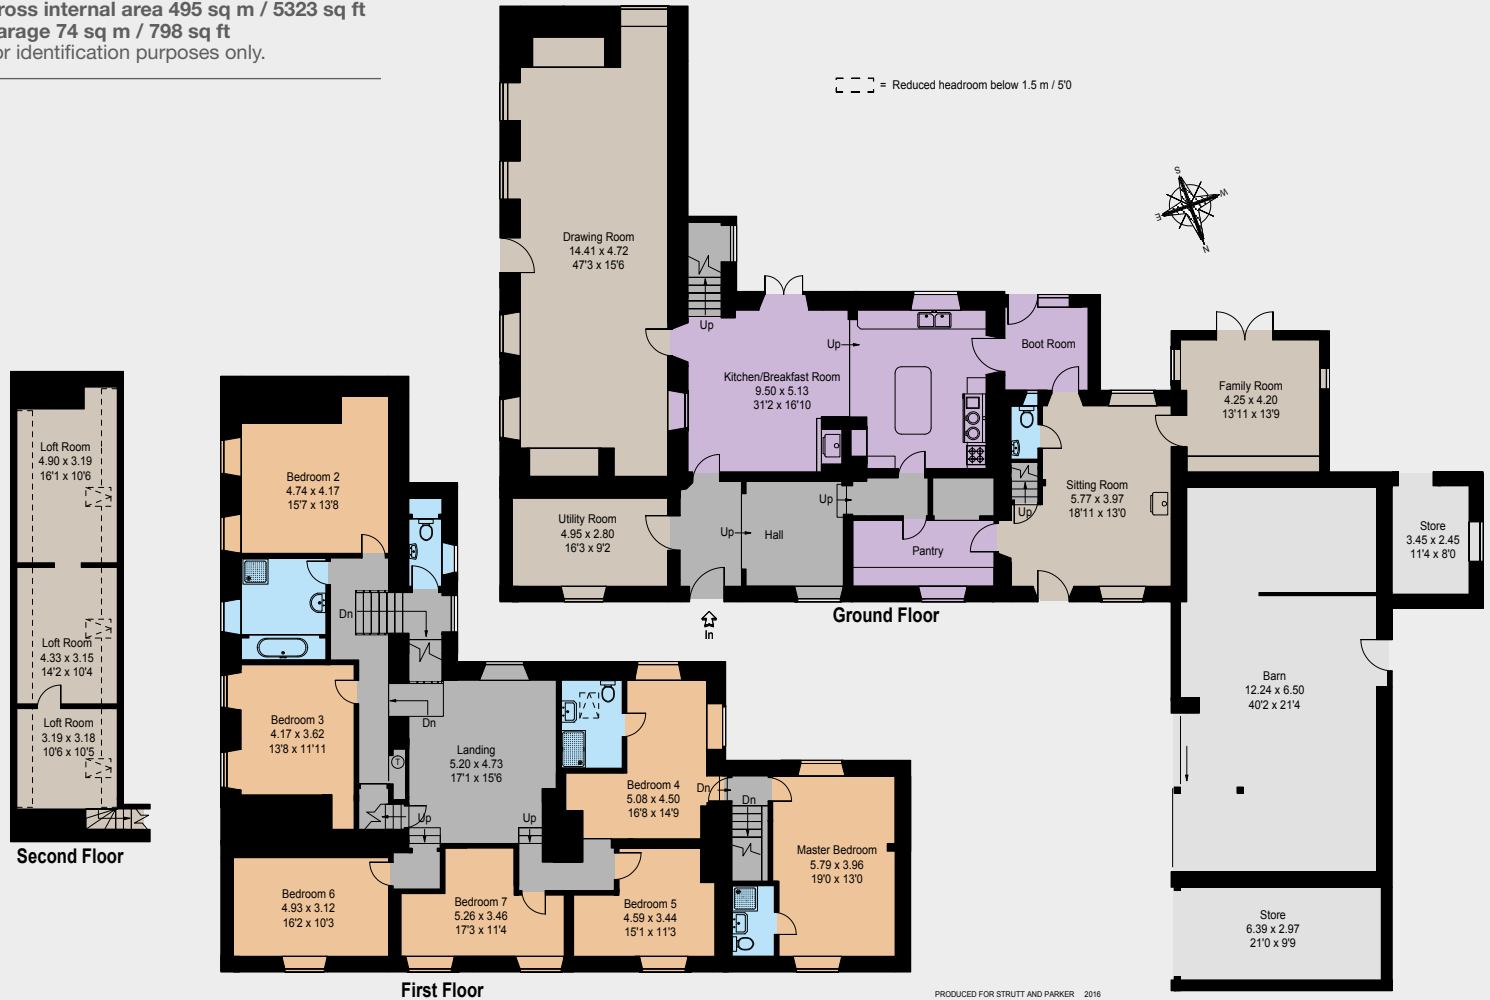 ross internal area 495 sq m / 5323 sq ft
arage 74 sq m / 798 sq ft
or identification purposes only.
= Reduced headroom below 1.5 m / 5'0
S
W
E
N
Drawing Room
14.41 x 4.72
47'3 x 15'6
Up
Up
Kitchen/Breakfast Room
9.50 x 5.13
31'2 x 16'10
Boot Room
Family Room
4.25 x 4.20
13'11 x 13'9
Sitting Room
5.77 x 3.97
18'11 x 13'0
Up
Utility Room
4.95 x 2.80
16'3 x 9'2
Up
Hall
Up
Pantry
Store
3.45 x 2.45
11'4 x 8'0
In
Ground Floor
Barn
12.24 x 6.50
40'2 x 21'4
Store
6.39 x 2.97
21'0 x 9'9
Loft Room
4.90 x 3.19
16'1 x 10'6
Loft Room
4.33 x 3.15
14'2 x 10'4
Loft Room
3.19 x 3.18
10'6 x 10'5
Second Floor
Bedroom 2
4.74 x 4.17
15'7 x 13'8
Dn
Bedroom 3
4.17 x 3.62
13'8 x 11'11
Dn
T
Landing
5.20 x 4.73
17'1 x 15'6
Up
Up
Bedroom 4
5.08 x 4.50
16'8 x 14'9
Dn
Dn
Master Bedroom
5.79 x 3.96
19'0 x 13'0
Bedroom 6
4.93 x 3.12
16'2 x 10'3
Bedroom 7
5.26 x 3.46
17'3 x 11'4
Bedroom 5
4.59 x 3.44
15'1 x 11'3
First Floor
PRODUCED FOR STRUTT AND PARKER 2016